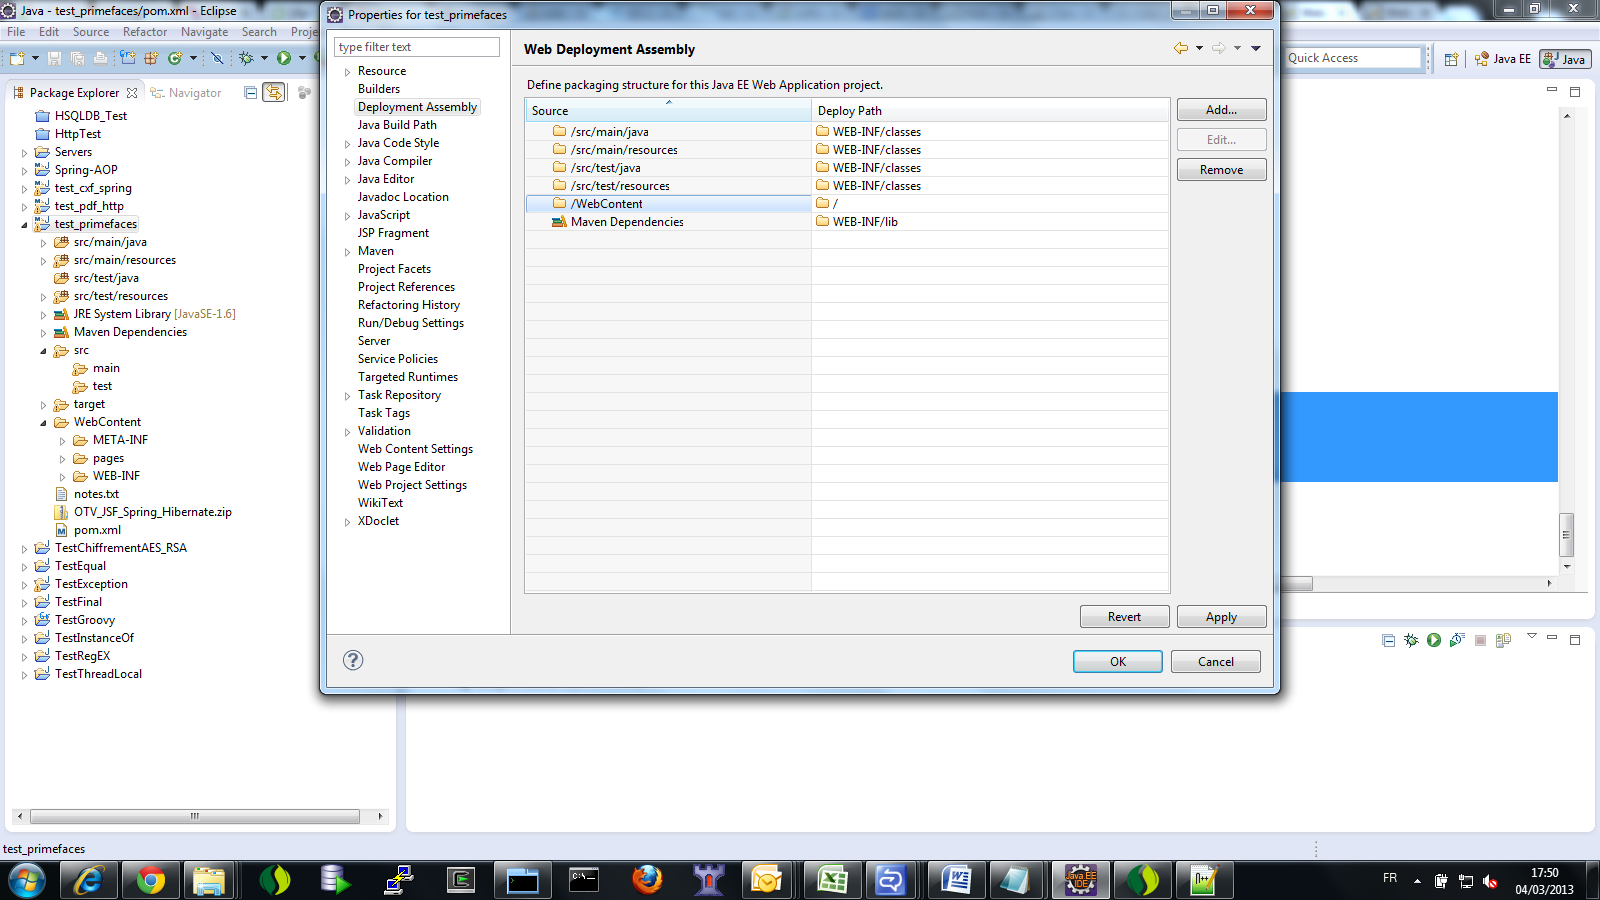 Java - test_primefaces/pom.xml - Eclipse
File Edit Source Refactor Navigate Search Proje
Quick Access
Java EE
Java
Package Explorer
Navigator
HSQLDB_Test
HttpTest
Servers
Spring-AOP
test_cxf_spring
test_pdf_http
test_primefaces
src/main/java
src/main/resources
src/test/java
src/test/resources
JRE System Library [JavaSE-1.6]
Maven Dependencies
src
main
test
target
WebContent
META-INF
pages
WEB-INF
notes.txt
OTV_JSF_Spring_Hibernate.zip
pom.xml
TestChiffrementAES_RSA
TestEqual
TestException
TestFinal
TestGroovy
TestInstanceOf
TestRegEX
TestThreadLocal
Properties for test_primefaces
type filter text
Resource
Builders
Deployment Assembly
Java Build Path
Java Code Style
Java Compiler
Java Editor
Javadoc Location
JavaScript
JSP Fragment
Maven
Project Facets
Project References
Refactoring History
Run/Debug Settings
Server
Service Policies
Targeted Runtimes
Task Repository
Task Tags
Validation
Web Content Settings
Web Page Editor
Web Project Settings
WikiText
XDoclet
Web Deployment Assembly
Define packaging structure for this Java EE Web Application project.
Source Deploy Path
/src/main/java WEB-INF/classes
/src/main/resources WEB-INF/classes
/src/test/java WEB-INF/classes
/src/test/resources WEB-INF/classes
/WebContent /
Maven Dependencies WEB-INF/lib
Add...
Edit...
Remove
Revert
Apply
OK
Cancel
test_primefaces
C:\.
Java EE
IDE
FR
17:50
04/03/2013